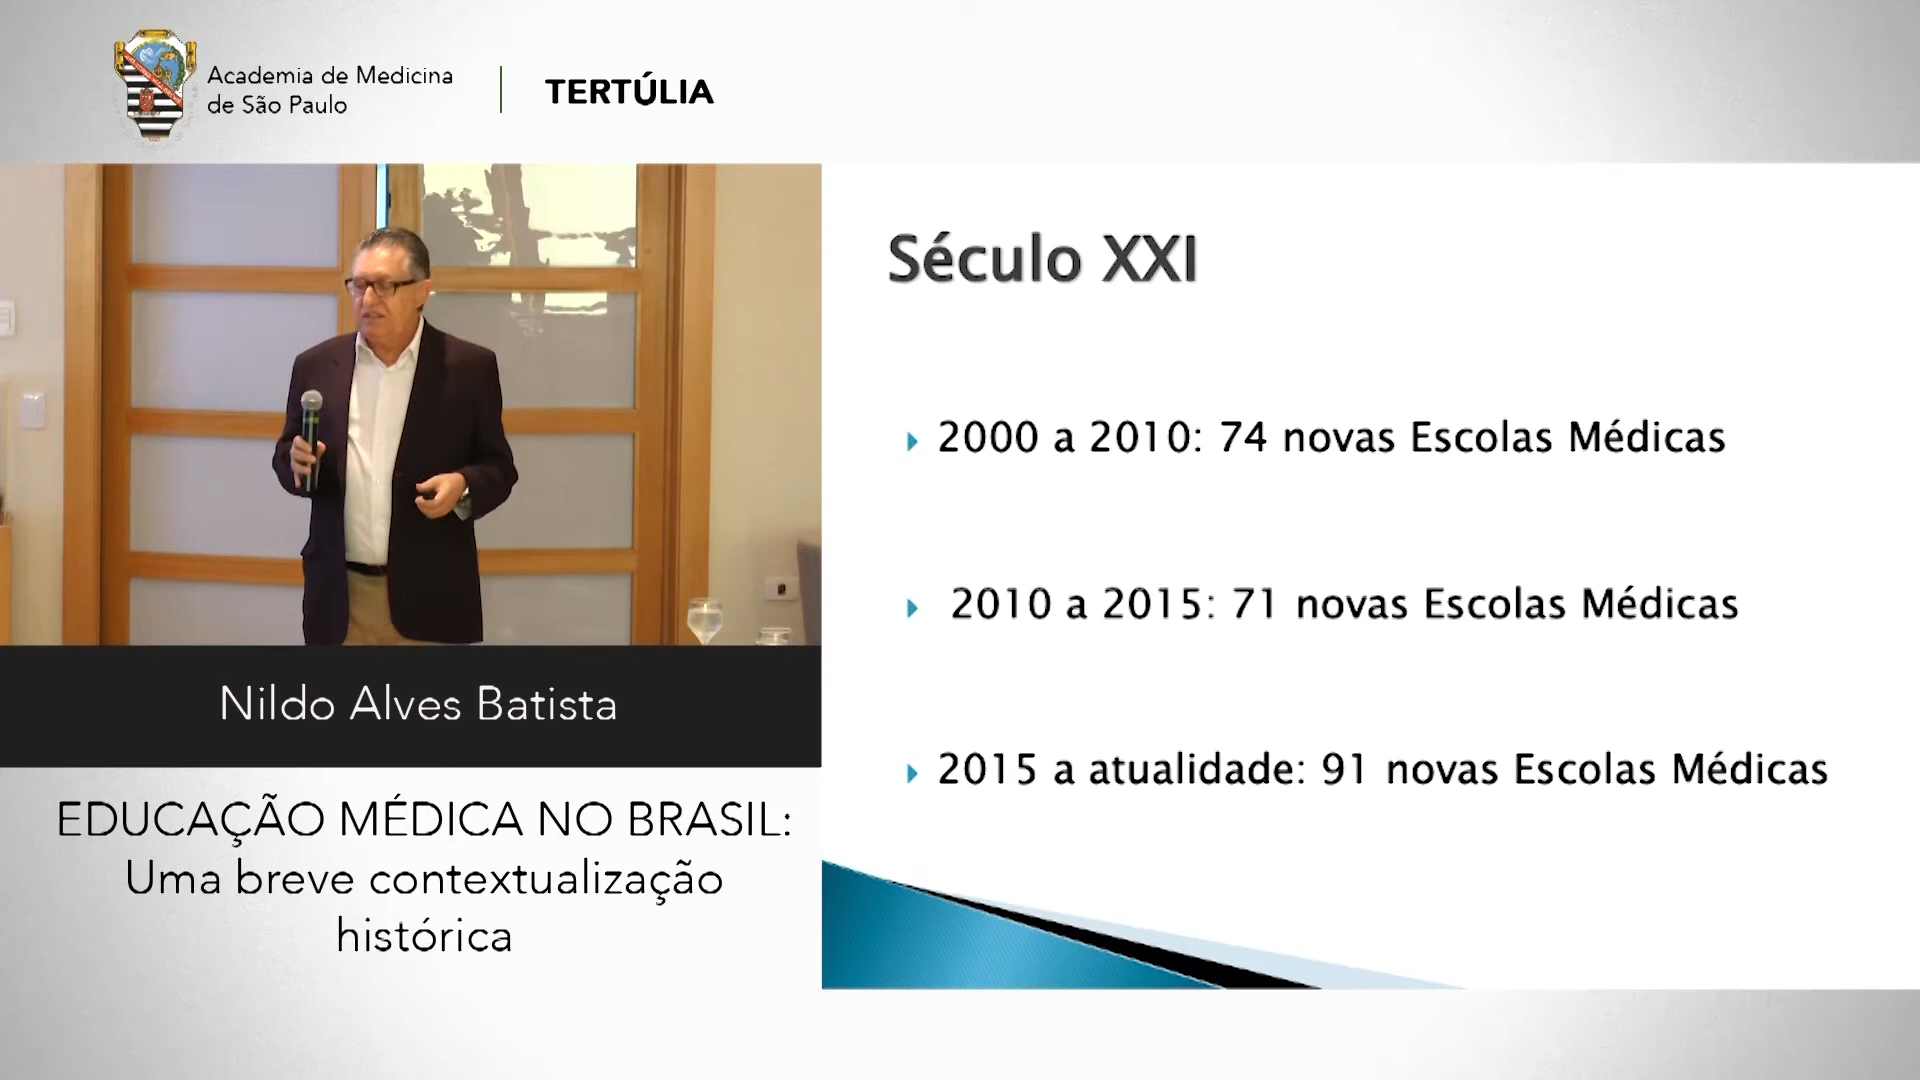 Academia de Medicina
de São Paulo
TERTÚLIA
Século XXI
2000 a 2010: 74 novas Escolas Médicas
2010 a 2015: 71 novas Escolas Médicas
2015 a atualidade: 91 novas Escolas Médicas
Nildo Alves Batista
EDUCAÇÃO MÉDICA NO BRASIL:
Uma breve contextualização
histórica